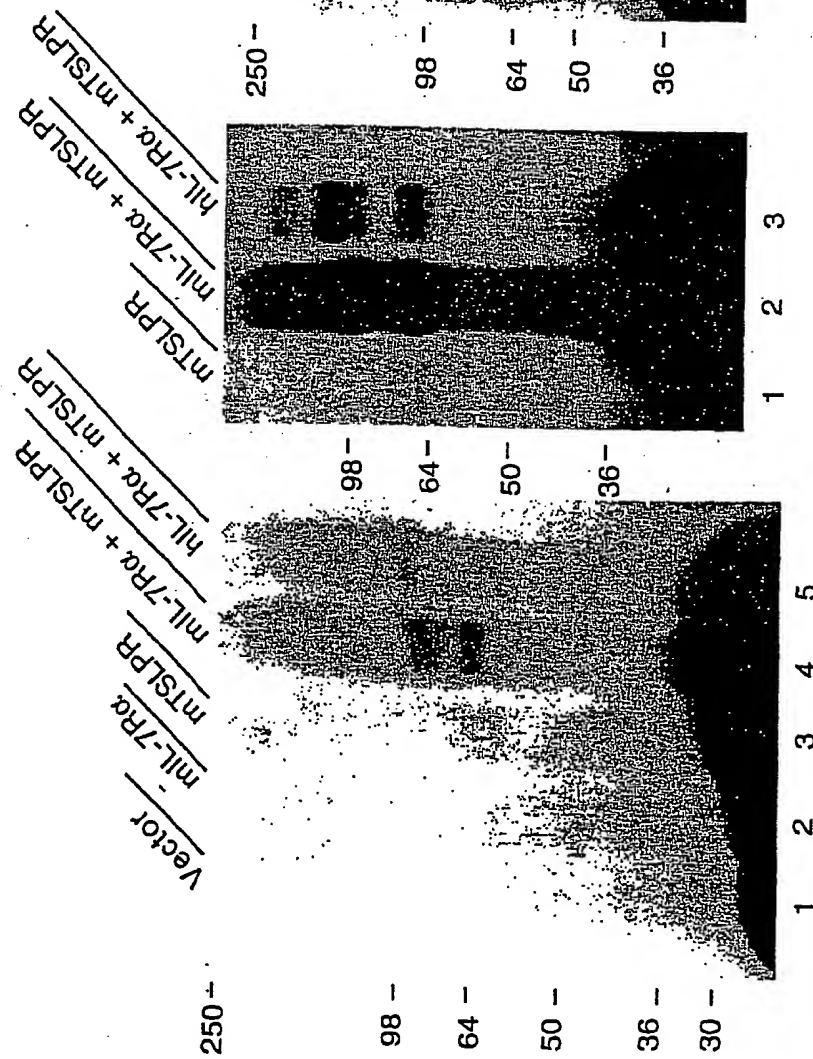 Vector
mIL-7Rα
mTSLPR
mIL-7Rα + mTSLPR
hIL-7Rα + mTSLPR
250 –
98 –
64 –
50 –
36 –
30 –
1 2 3 4 5
mTSLPR
mIL-7Rα + mTSLPR
hIL-7Rα + mTSLPR
98 –
64 –
50 –
36 –
1 2 3
250 –
98 –
64 –
50 –
36 –